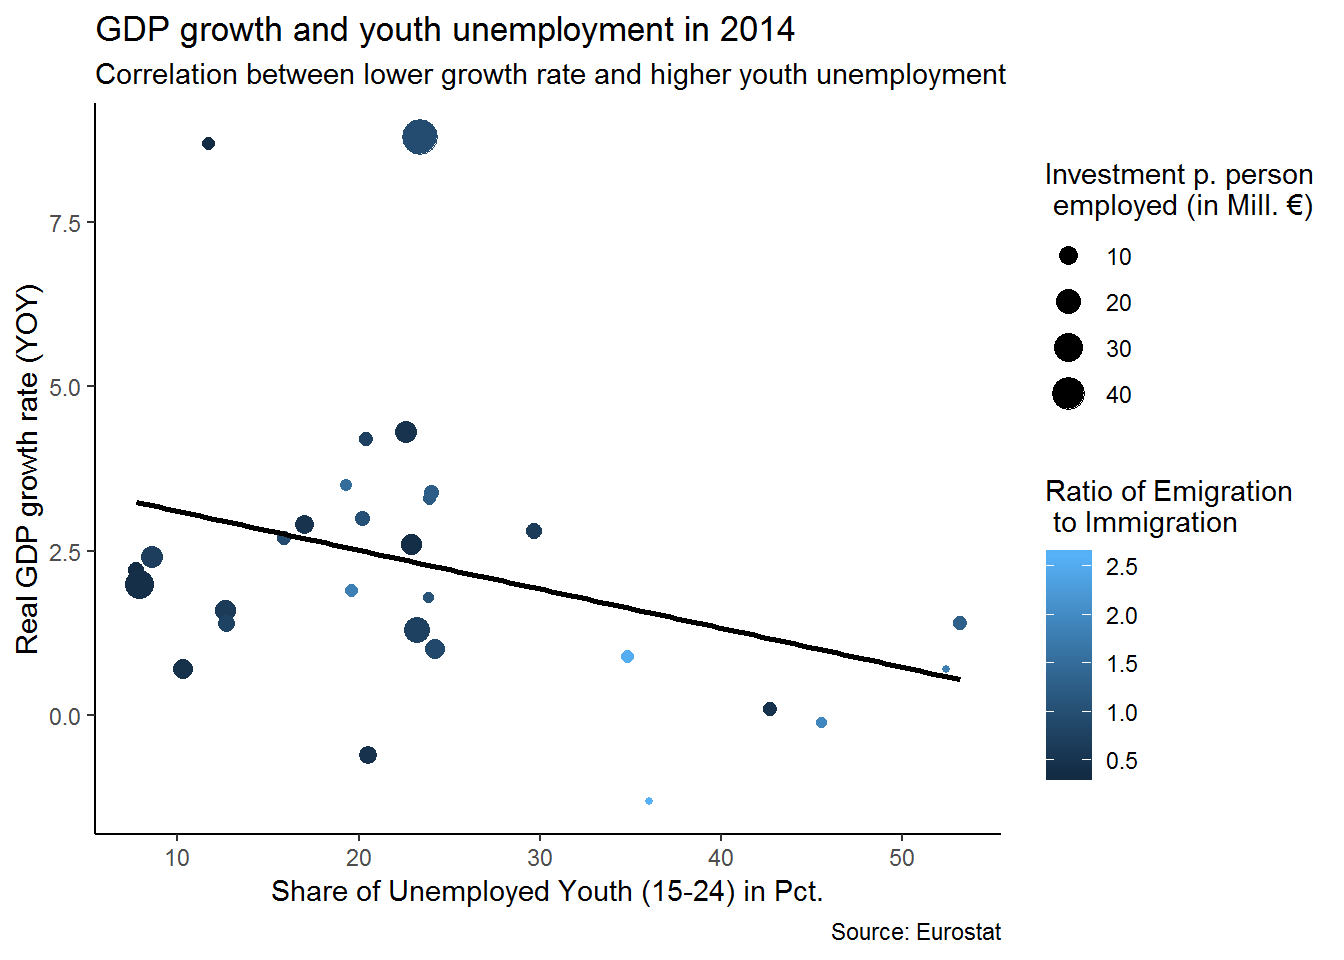 GDP growth and youth unemployment in 2014
Correlation between lower growth rate and higher youth unemployment
Real GDP growth rate (YOY)
7.5
5.0
2.5
0.0
10
20
30
40
50
Share of Unemployed Youth (15-24) in Pct.
Source: Eurostat
Investment p. person
employed (in Mill. €)
10
20
30
40
Ratio of Emigration
to Immigration
2.5
2.0
1.5
1.0
0.5